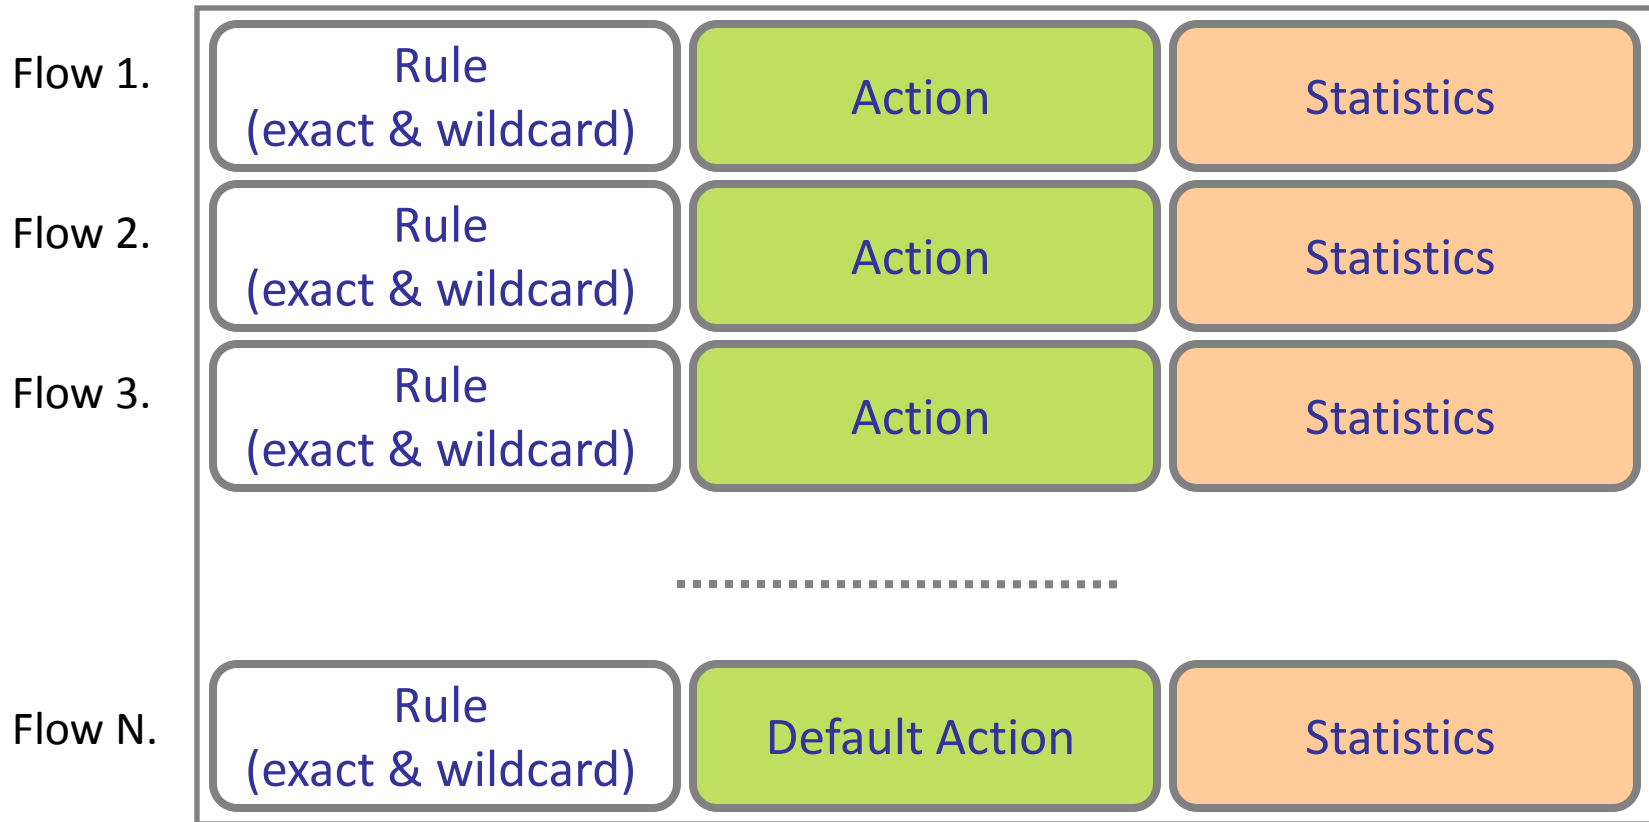 Flow 1.
Rule
(exact & wildcard)
Action
Statistics
Flow 2.
Rule
(exact & wildcard)
Action
Statistics
Flow 3.
Rule
(exact & wildcard)
Action
Statistics
Flow N.
Rule
(exact & wildcard)
Default Action
Statistics